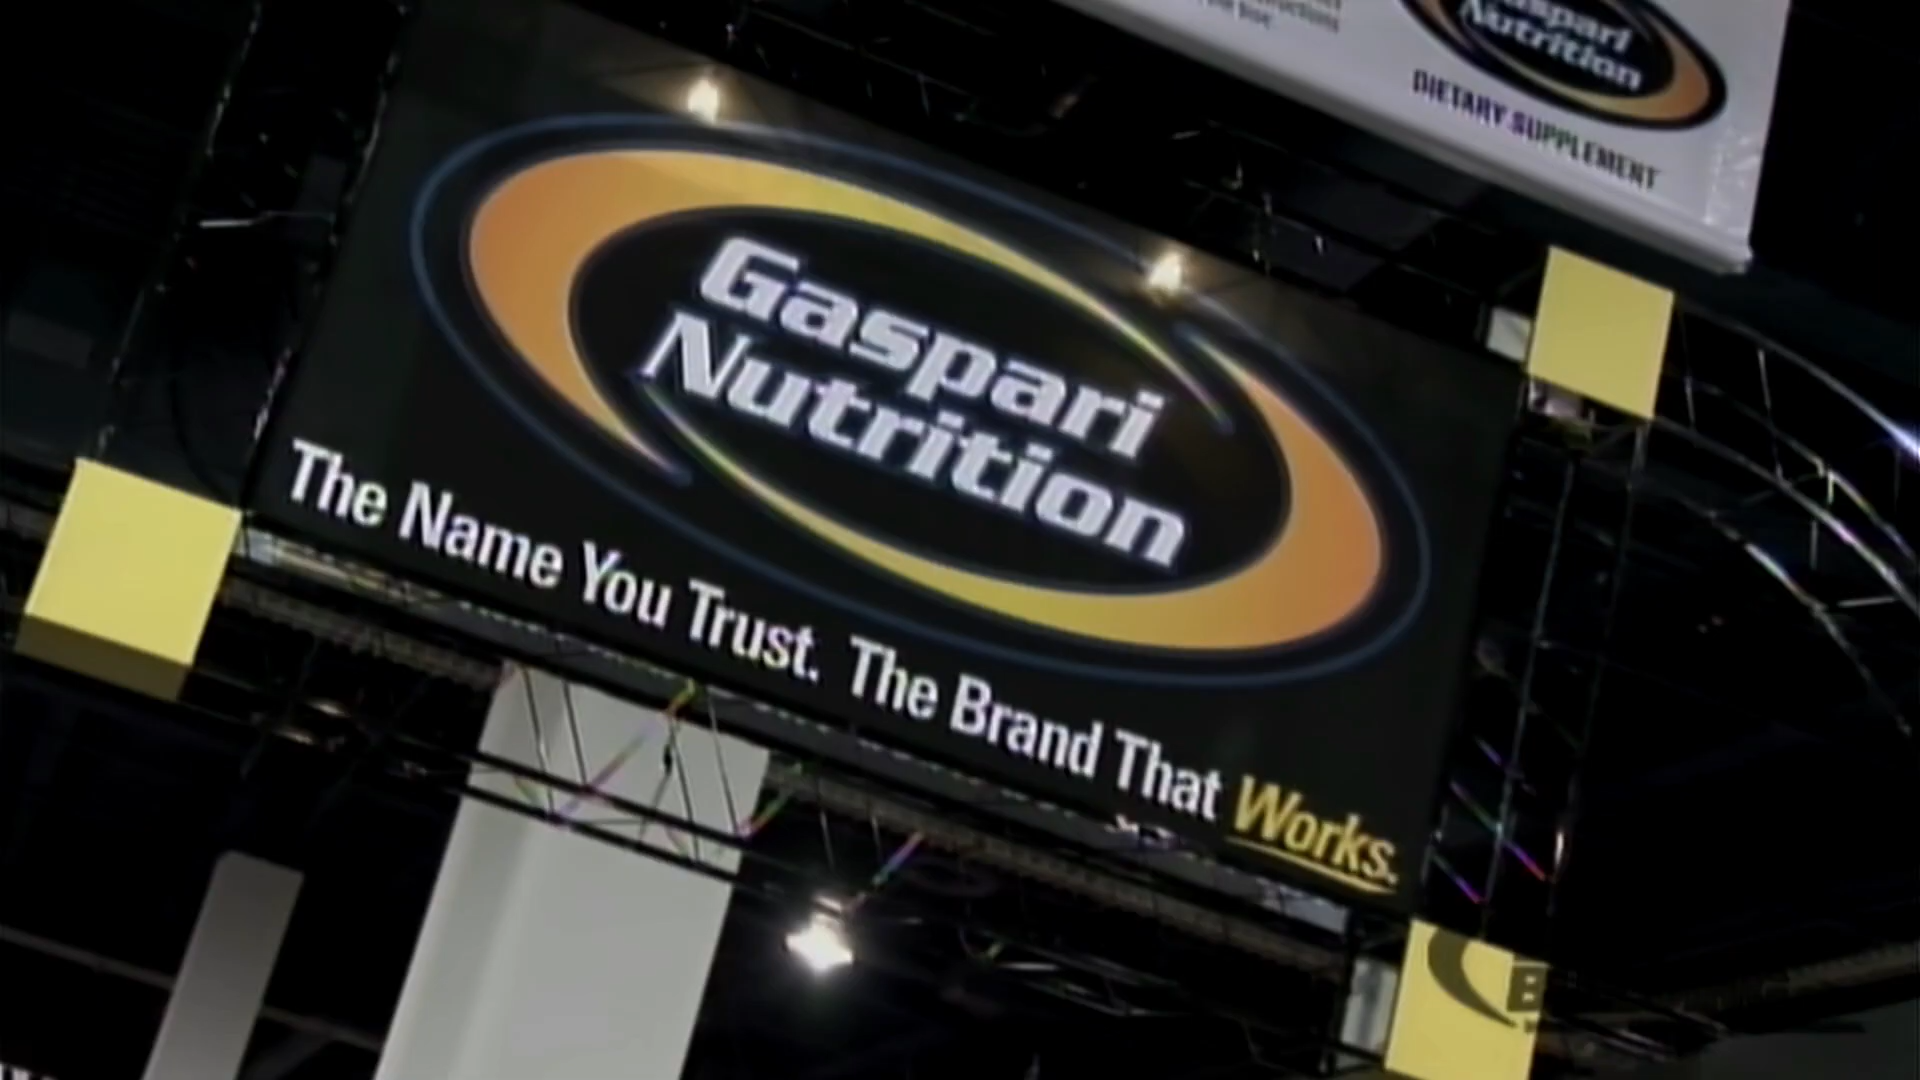 Gaspari
Nutrition
DIETARY SUPPLEMENT
Gaspari
Nutrition
The Name You Trust. The Brand That Works.